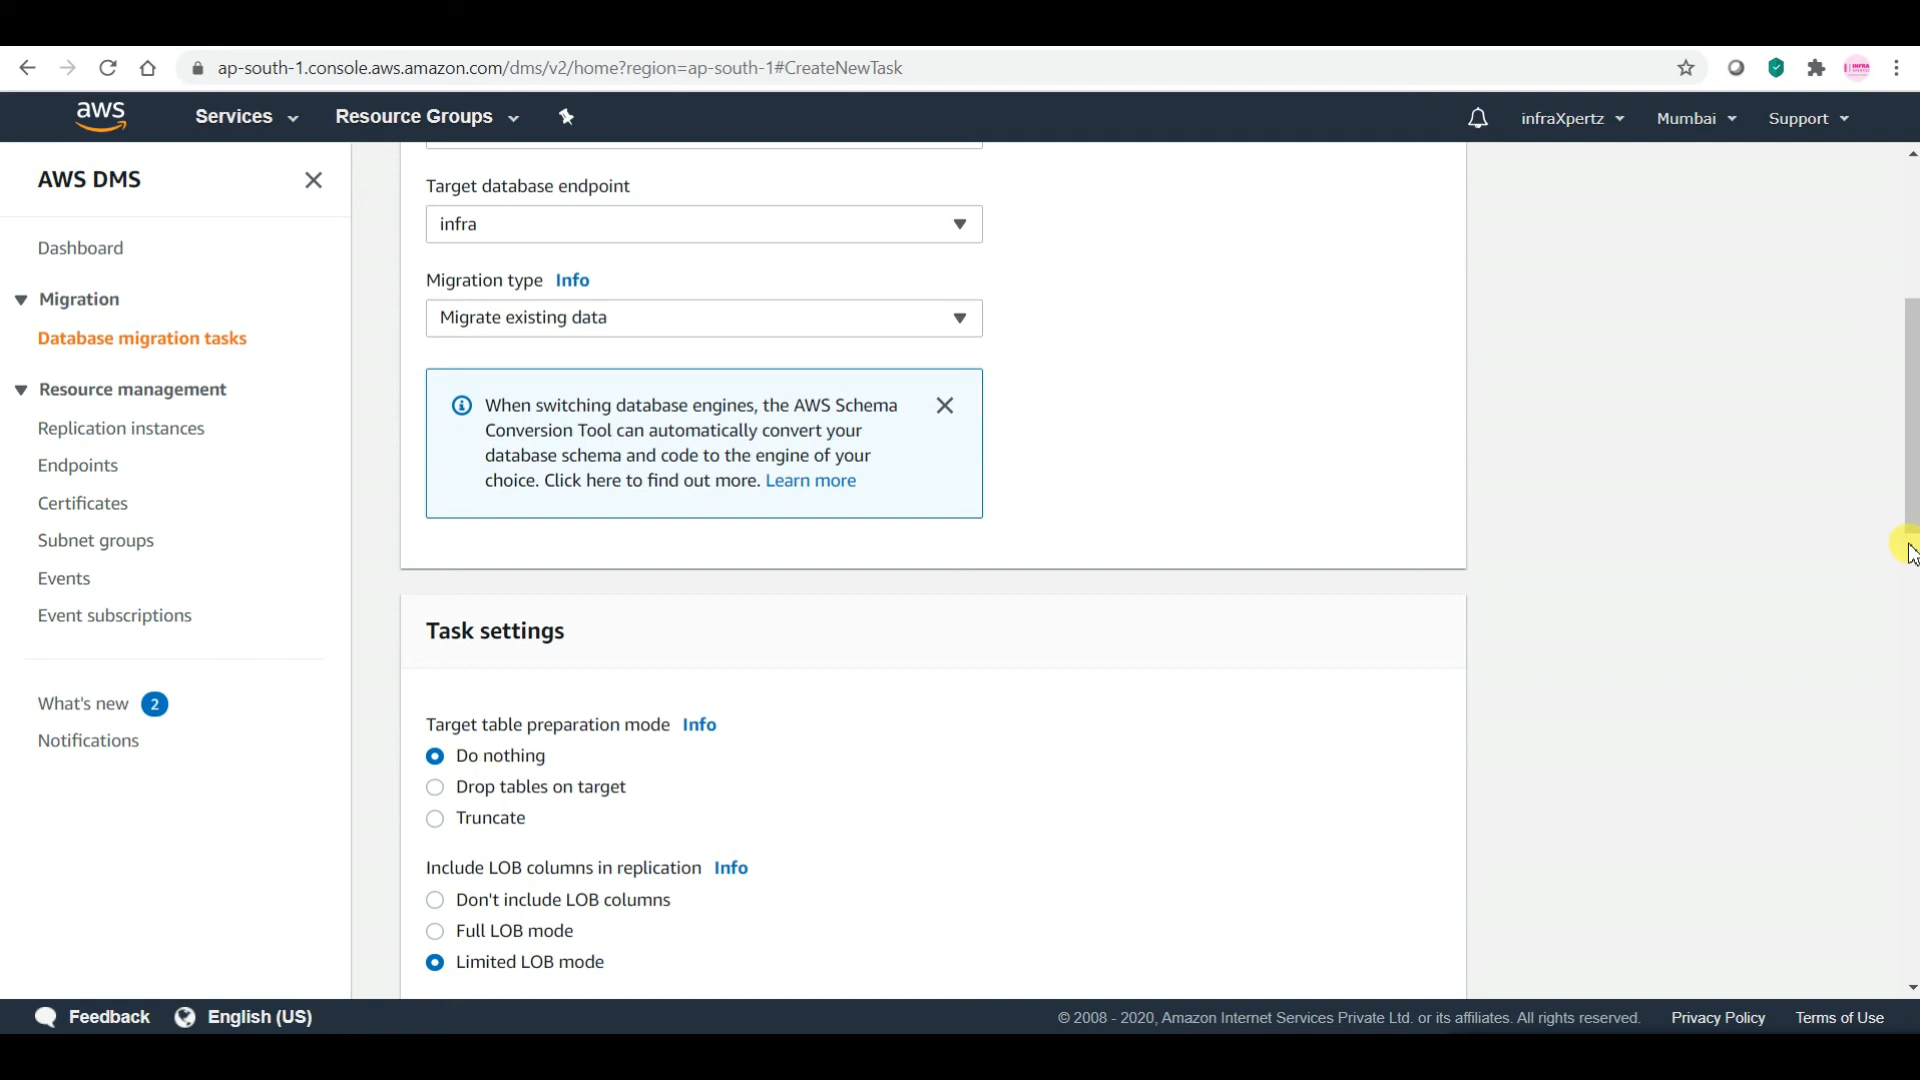 ap-south-1.console.aws.amazon.com/dms/v2/home?region=ap-south-1#CreateNewTask
aws
Services
Resource Groups
infraXpertz
Mumbai
Support
AWS DMS
Dashboard
Migration
Database migration tasks
Resource management
Replication instances
Endpoints
Certificates
Subnet groups
Events
Event subscriptions
What's new 2
Notifications
Target database endpoint
infra
Migration type Info
Migrate existing data
When switching database engines, the AWS Schema
Conversion Tool can automatically convert your
database schema and code to the engine of your
choice. Click here to find out more. Learn more
Task settings
Target table preparation mode Info
Do nothing
Drop tables on target
Truncate
Include LOB columns in replication Info
Don't include LOB columns
Full LOB mode
Limited LOB mode
Feedback
English (US)
© 2008 - 2020, Amazon Internet Services Private Ltd. or its affiliates. All rights reserved.
Privacy Policy
Terms of Use